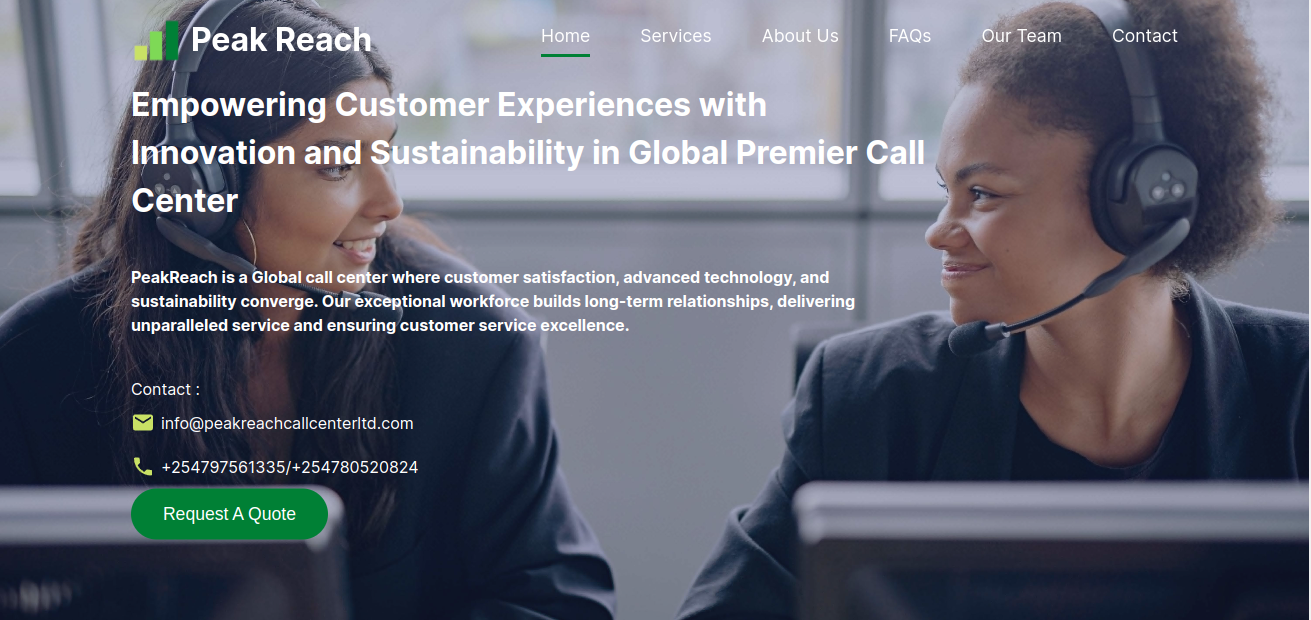 Peak Reach
Home Services About Us FAQs Our Team Contact
Empowering Customer Experiences with
Innovation and Sustainability in Global Premier Call
Center
PeakReach is a Global call center where customer satisfaction, advanced technology, and
sustainability converge. Our exceptional workforce builds long-term relationships, delivering
unparalleled service and ensuring customer service excellence.
Contact :
info@peakreachcallcenterltd.com
+254797561335/+254780520824
Request A Quote